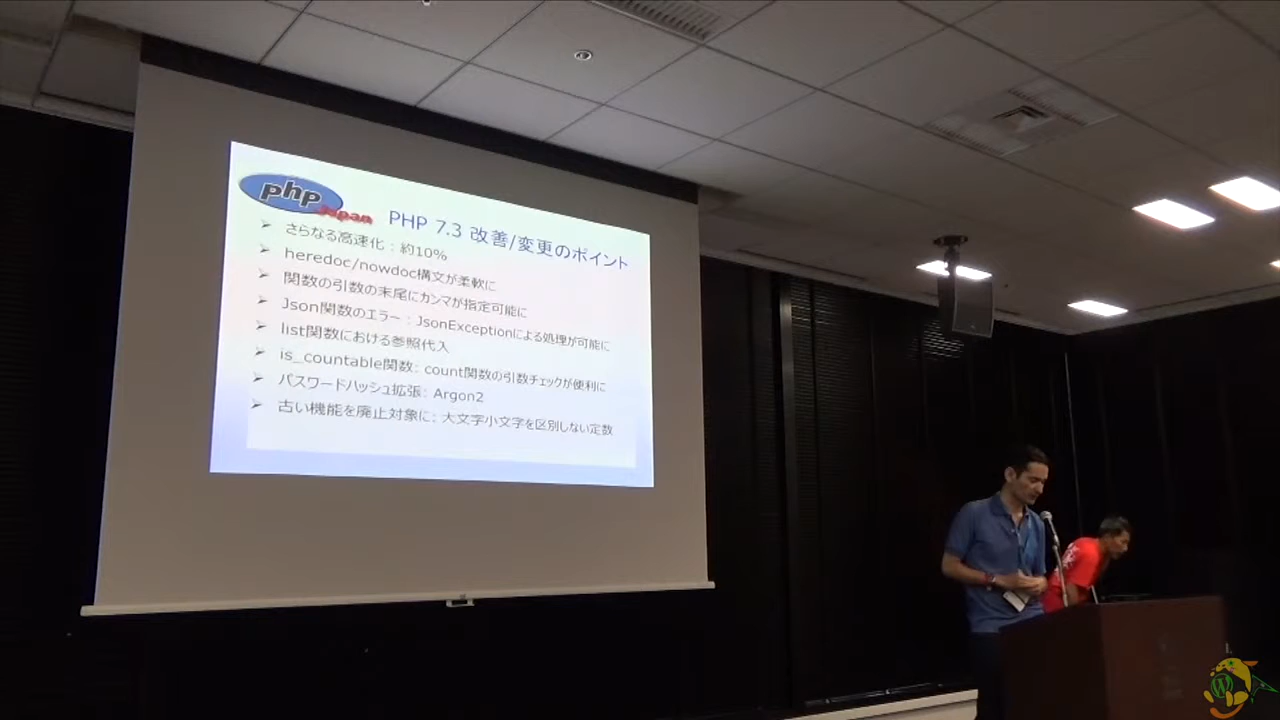 php
Japan
PHP 7.3 改善/変更のポイント
さらなる高速化 : 約10%
heredoc/nowdoc構文が柔軟に
関数の引数の末尾にカンマが指定可能に
Json関数のエラー : JsonExceptionによる処理が可能に
list関数における参照代入
is_countable関数: count関数の引数チェックが便利に
パスワードハッシュ拡張: Argon2
古い機能を廃止対象に: 大文字小文字を区別しない定数